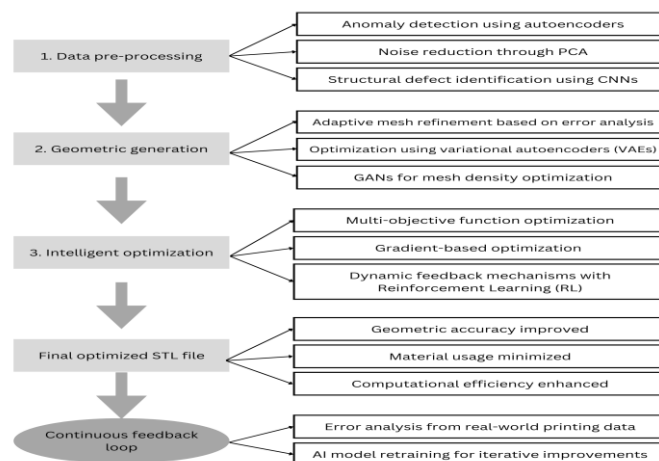 1. Data pre-processing
Anomaly detection using autoencoders
Noise reduction through PCA
Structural defect identification using CNNs
2. Geometric generation
Adaptive mesh refinement based on error analysis
Optimization using variational autoencoders (VAEs)
GANs for mesh density optimization
3. Intelligent optimization
Multi-objective function optimization
Gradient-based optimization
Dynamic feedback mechanisms with
Reinforcement Learning (RL)
Final optimized STL file
Geometric accuracy improved
Material usage minimized
Computational efficiency enhanced
Continuous feedback
loop
Error analysis from real-world printing data
AI model retraining for iterative improvements